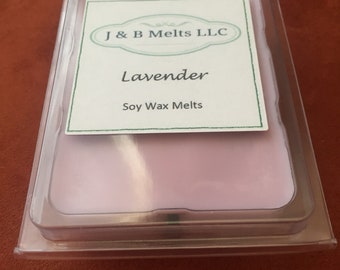 J & B Melts LLC
Lavender
Soy Wax Melts